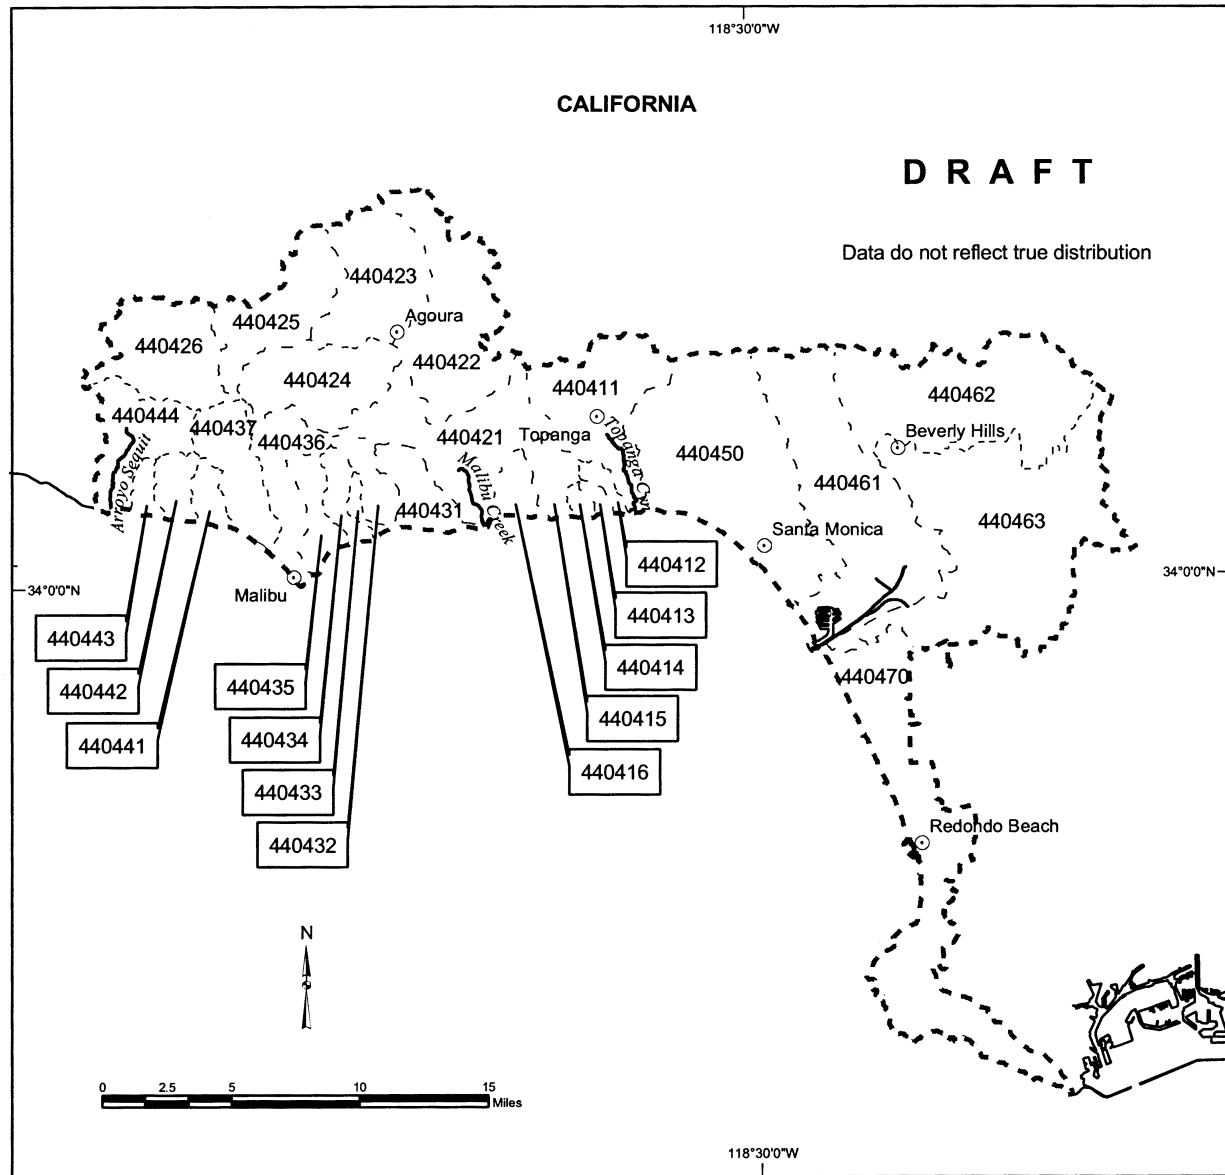 118°30'0"W
CALIFORNIA
D R A F T
Data do not reflect true distribution
440423
Agoura
440425
440426
440422
440424
440411
440462
440444
440437
440436
440421
Topanga
Topanga Cyn
Beverly Hills
440450
Arroyo Sequit
Malibu Creek
440461
440431
440463
Santa Monica
440412
34°0'0"N
34°0'0"N
Malibu
440413
440443
440414
440470
440442
440435
440415
440441
440434
440416
440433
Redondo Beach
440432
N
0 2.5 5 10 15
Miles
118°30'0"W